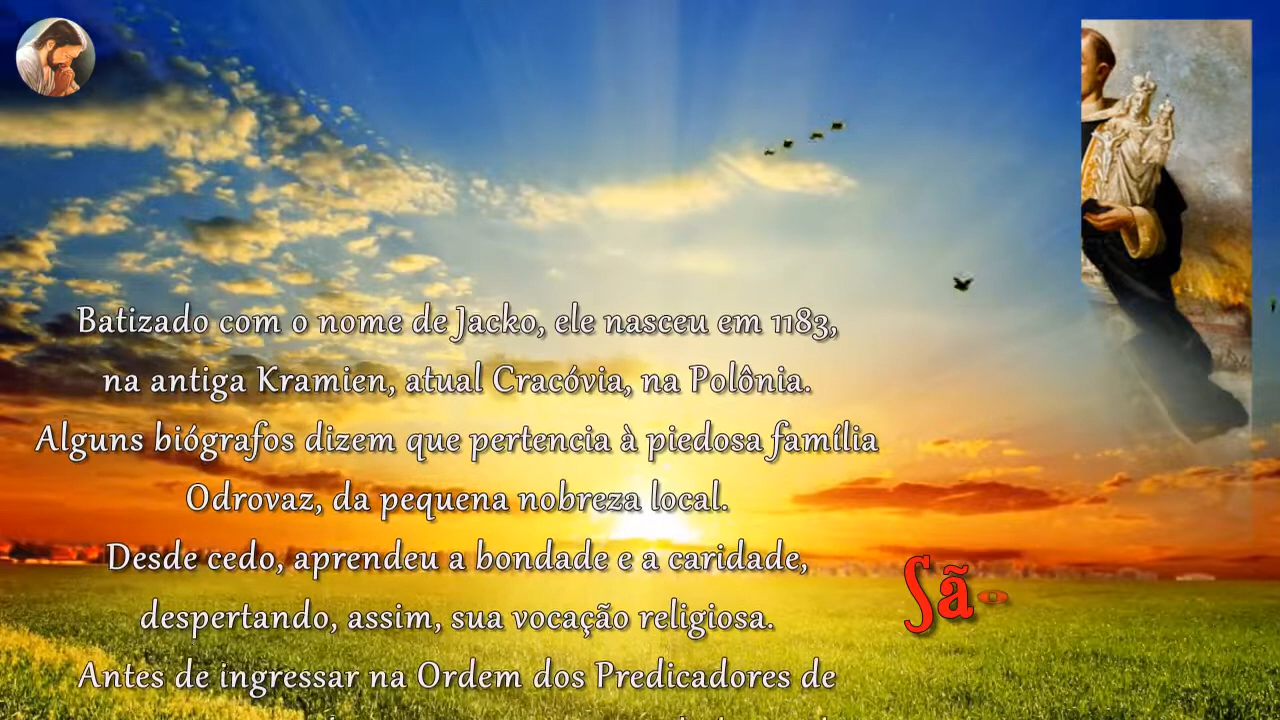 Batizado com o nome de Jacko, ele nasceu em 1183,
na antiga Kramien, atual Cracóvia, na Polônia.
Alguns biógrafos dizem que pertencia à piedosa família
Odrovaz, da pequena nobreza local.
Desde cedo, aprendeu a bondade e a caridade,
despertando, assim, sua vocação religiosa.
Antes de ingressar na Ordem dos Predicadores de
São